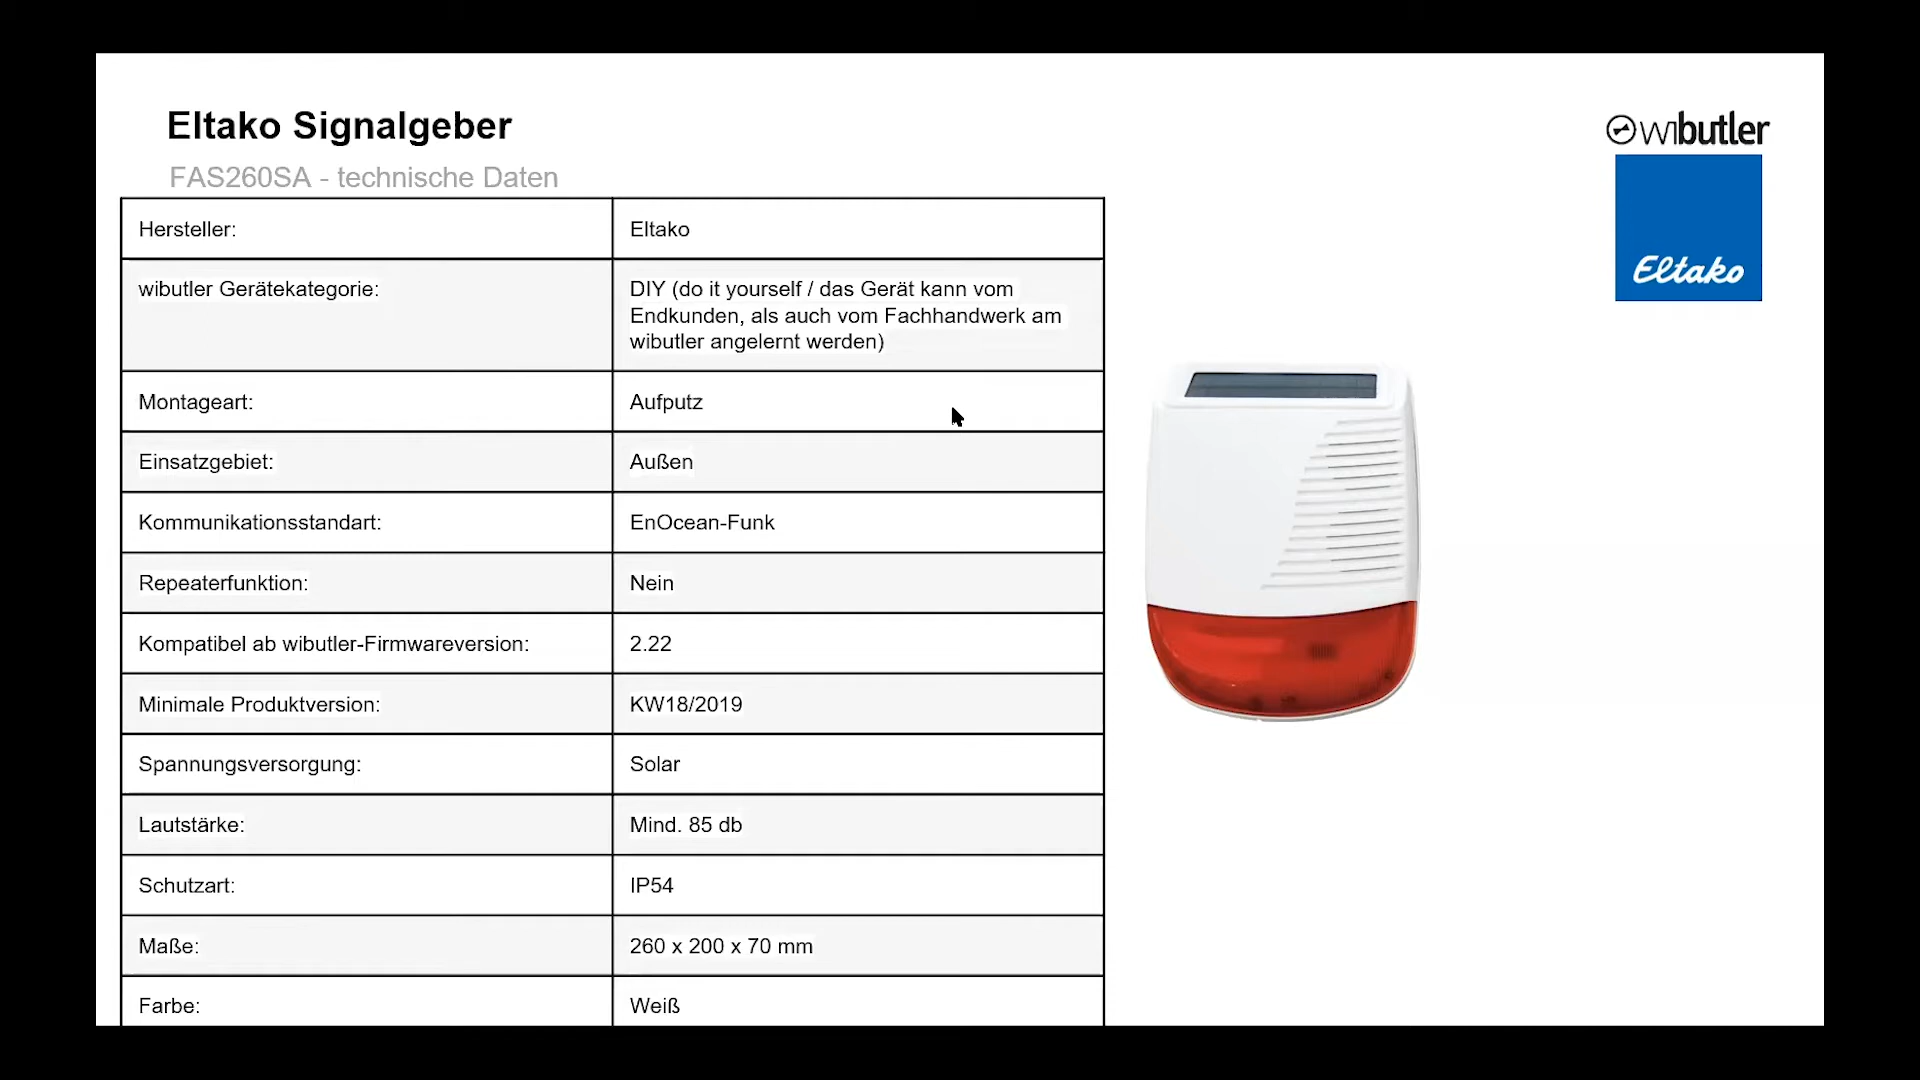 Eltako Signalgeber
FAS260SA - technische Daten
wibutler
Eltako
Hersteller:
Eltako
wibutler Gerätekategorie:
DIY (do it yourself / das Gerät kann vom
Endkunden, als auch vom Fachhandwerk am
wibutler angelernt werden)
Montageart:
Aufputz
Einsatzgebiet:
Außen
Kommunikationsstandart:
EnOcean-Funk
Repeaterfunktion:
Nein
Kompatibel ab wibutler-Firmwareversion:
2.22
Minimale Produktversion:
KW18/2019
Spannungsversorgung:
Solar
Lautstärke:
Mind. 85 db
Schutzart:
IP54
Maße:
260 x 200 x 70 mm
Farbe:
Weiß